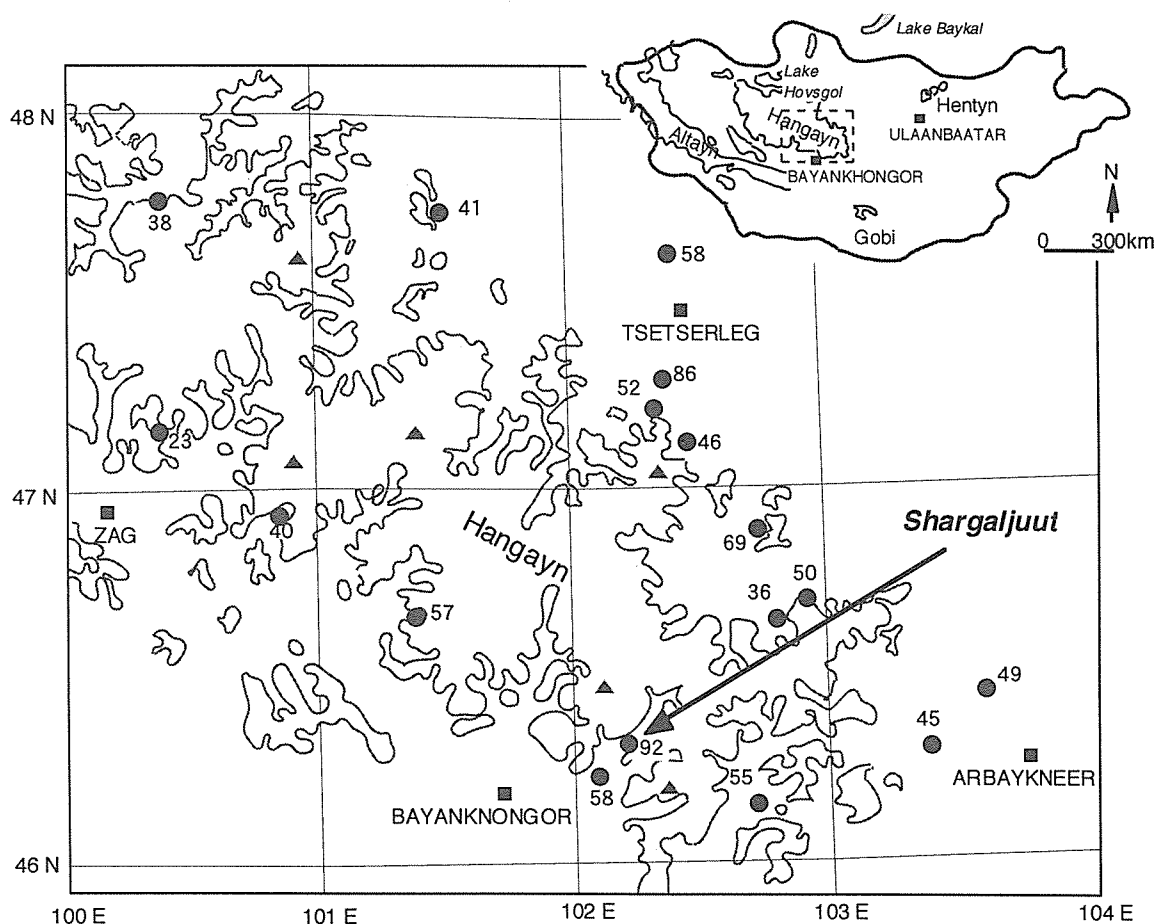 Lake Baykal
Lake
Hovsgol
Hentyn
Hangayn
ULAANBAATAR
Altayn
BAYANKHONGOR
N
Gobi
0 300km
48 N
38
41
58
TSETSERLEG
86
52
46
23
47 N
ZAG
40
Hangayn
69
Shargaljuut
50
36
57
49
45
92
58
55
ARBAYKNEER
BAYANKNONGOR
46 N
100 E
101 E
102 E
103 E
104 E